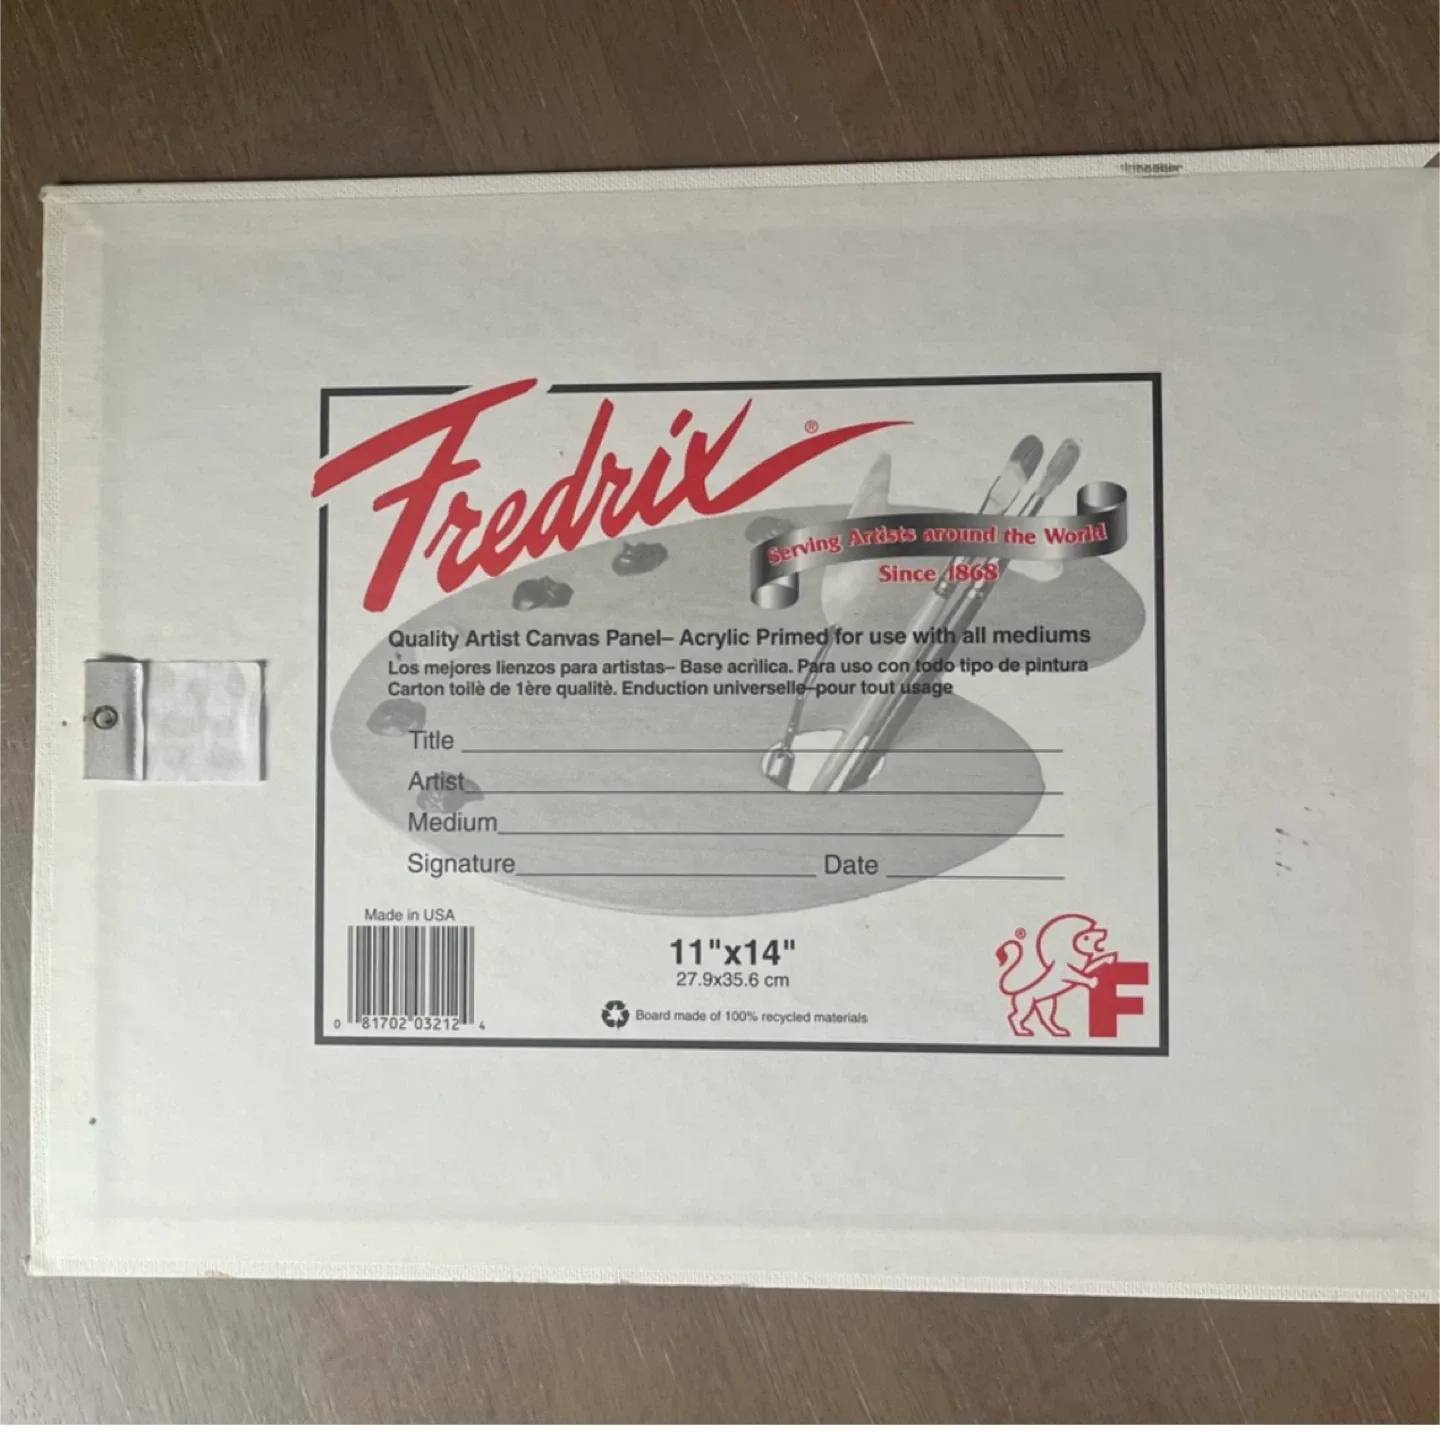 Fredrix®
Serving Artists around the World
Since 1868
Quality Artist Canvas Panel– Acrylic Primed for use with all mediums
Los mejores lienzos para artistas– Base acrìlica. Para uso con todo tipo de pintura
Carton toilè de 1ère qualitè. Enduction universelle–pour tout usage
Title
Artist
Medium
Signature Date
Made in USA
0 81702 03212 4
11"x14"
27.9x35.6 cm
Board made of 100% recycled materials
® F